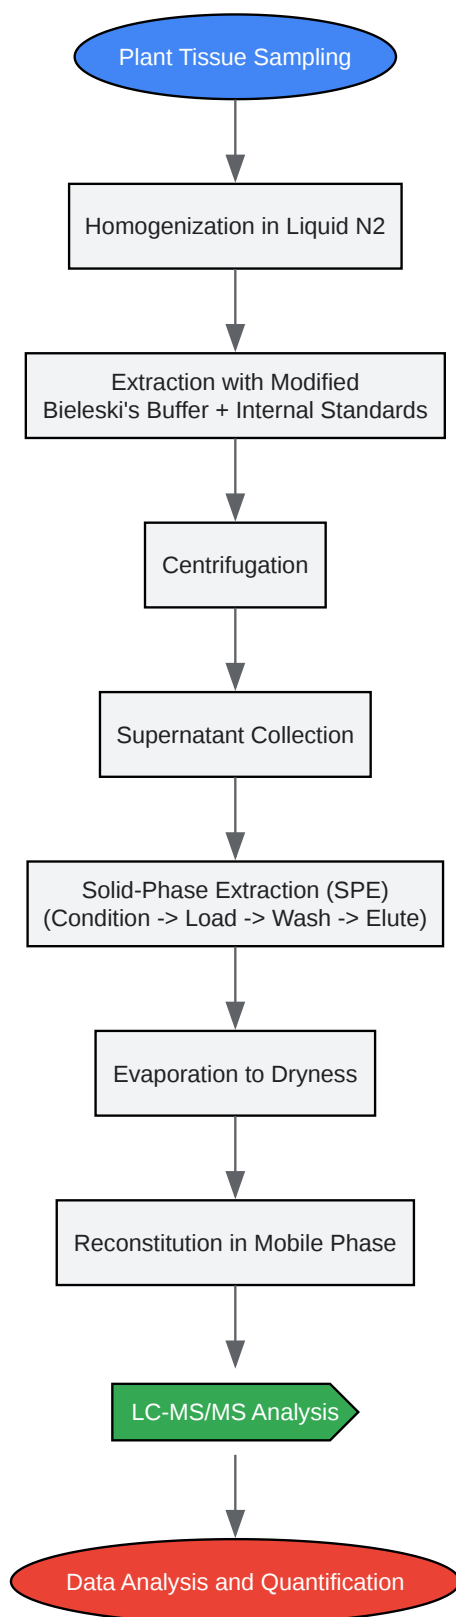 Plant Tissue Sampling
Homogenization in Liquid N2
Extraction with Modified
Bieleski's Buffer + Internal Standards
Centrifugation
Supernatant Collection
Solid-Phase Extraction (SPE)
(Condition -> Load -> Wash -> Elute)
Evaporation to Dryness
Reconstitution in Mobile Phase
LC-MS/MS Analysis
Data Analysis and Quantification